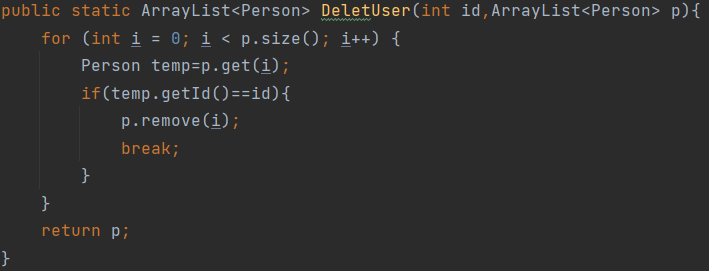 public static ArrayList<Person> DeletUser(int id,ArrayList<Person> p){
    for (int i = 0; i < p.size(); i++) {
        Person temp=p.get(i);
        if(temp.getId()==id){
            p.remove(i);
            break;
        }
    }
    return p;
}